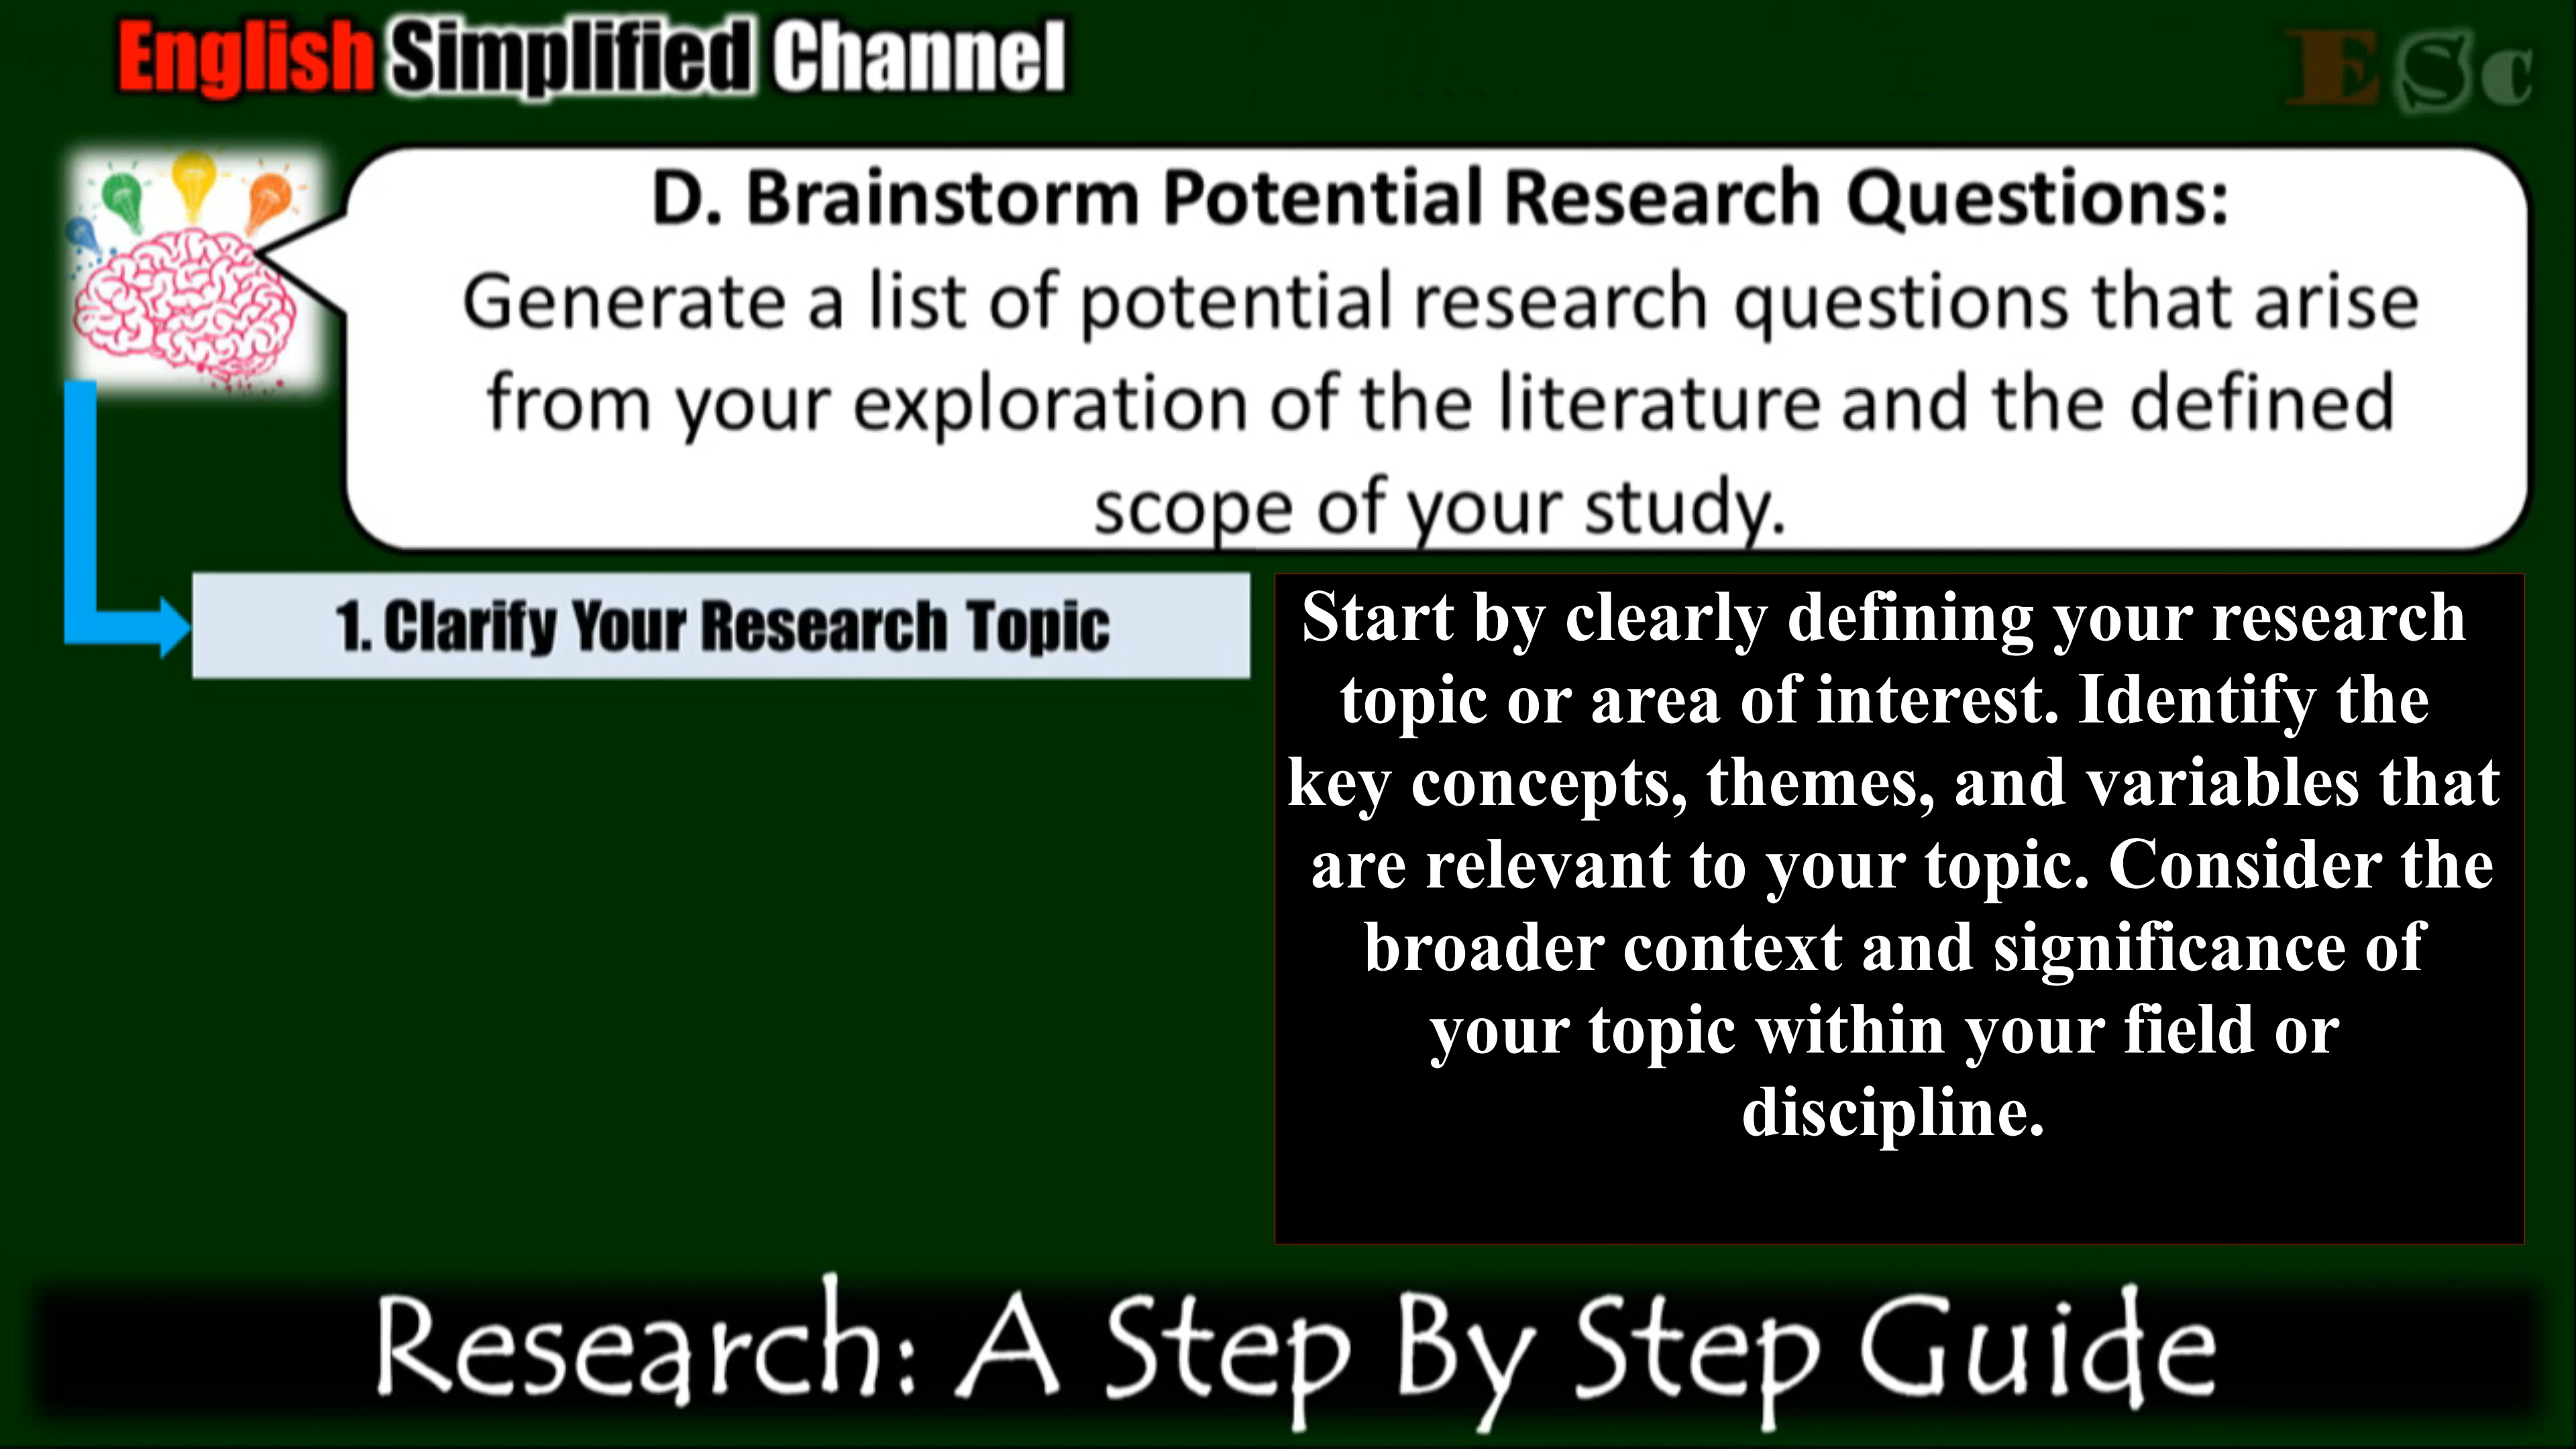 English Simplified Channel
ESc
D. Brainstorm Potential Research Questions:
Generate a list of potential research questions that arise
from your exploration of the literature and the defined
scope of your study.
1. Clarify Your Research Topic
Start by clearly defining your research
topic or area of interest. Identify the
key concepts, themes, and variables that
are relevant to your topic. Consider the
broader context and significance of
your topic within your field or
discipline.
Research: A Step By Step Guide